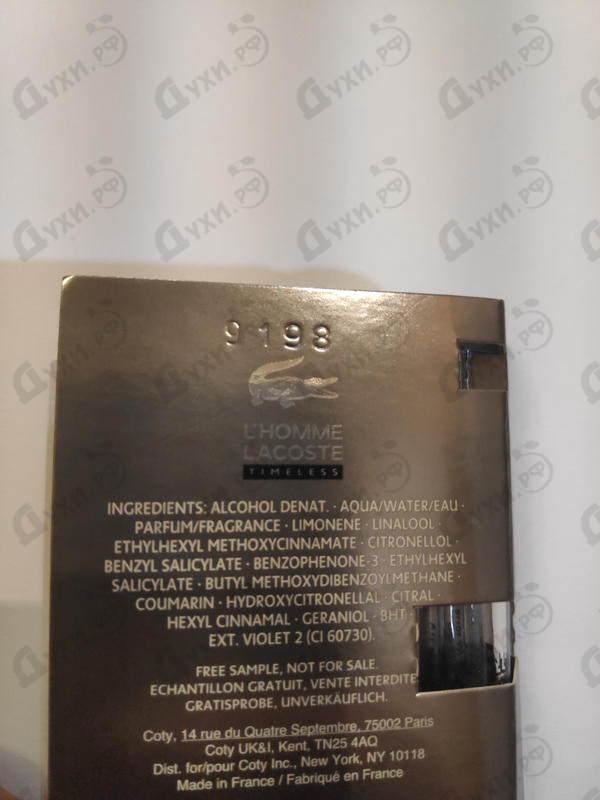 9198
L'HOMME
LACOSTE
TIMELESS
INGREDIENTS: ALCOHOL DENAT. · AQUA/WATER/EAU ·
PARFUM/FRAGRANCE · LIMONENE · LINALOOL ·
ETHYLHEXYL METHOXYCINNAMATE · CITRONELLOL ·
BENZYL SALICYLATE · BENZOPHENONE-3 · ETHYLHEXYL
SALICYLATE · BUTYL METHOXYDIBENZOYLMETHANE ·
COUMARIN · HYDROXYCITRONELLAL · CITRAL ·
HEXYL CINNAMAL · GERANIOL · BHT ·
EXT. VIOLET 2 (CI 60730).
FREE SAMPLE, NOT FOR SALE.
ECHANTILLON GRATUIT, VENTE INTERDITE
GRATISPROBE, UNVERKÄUFLICH.
Coty, 14 rue du Quatre Septembre, 75002 Paris
Coty UK&I, Kent, TN25 4AQ
Dist. for/pour Coty Inc., New York, NY 10118
Made in France / Fabriqué en France
Духи.рф